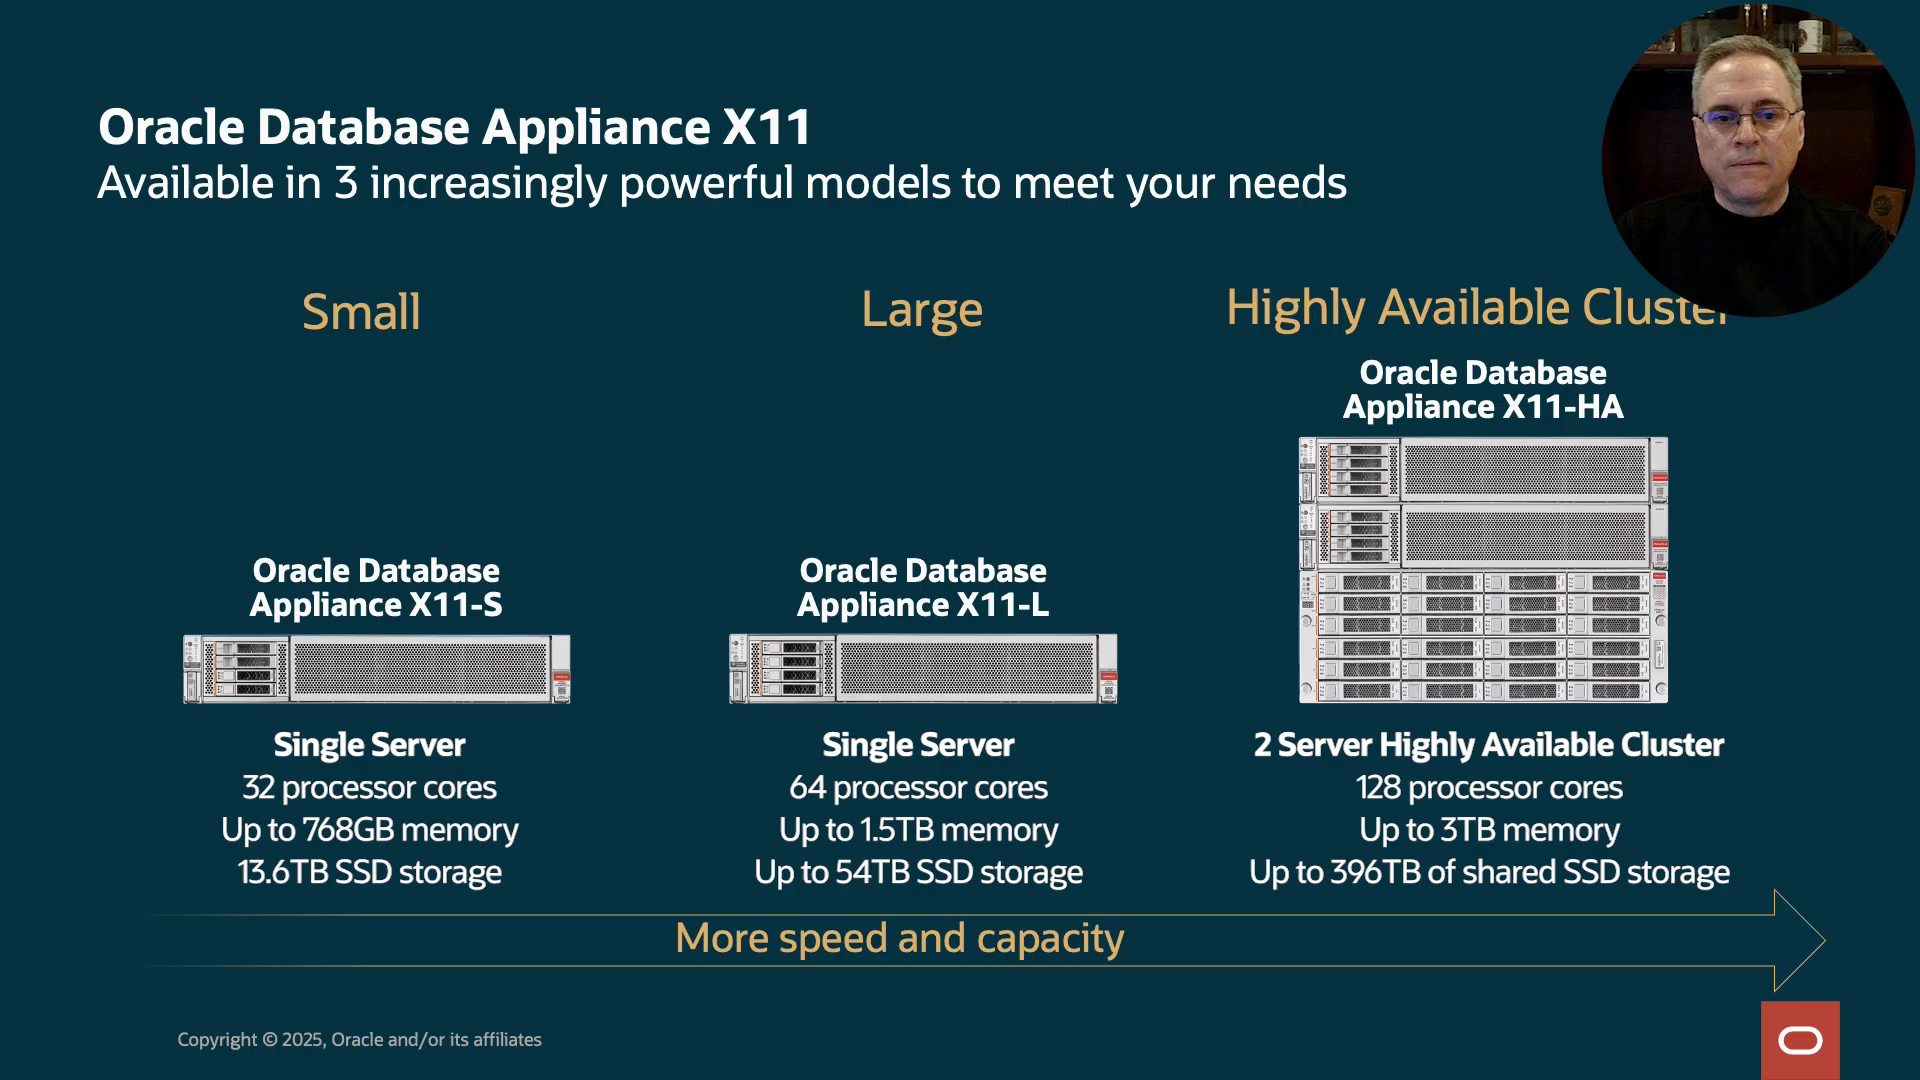 Oracle Database Appliance X11
Available in 3 increasingly powerful models to meet your needs
Small
Oracle Database
Appliance X11-S
Single Server
32 processor cores
Up to 768GB memory
13.6TB SSD storage
Large
Oracle Database
Appliance X11-L
Single Server
64 processor cores
Up to 1.5TB memory
Up to 54TB SSD storage
Highly Available Cluster
Oracle Database
Appliance X11-HA
2 Server Highly Available Cluster
128 processor cores
Up to 3TB memory
Up to 396TB of shared SSD storage
More speed and capacity
Copyright © 2025, Oracle and/or its affiliates